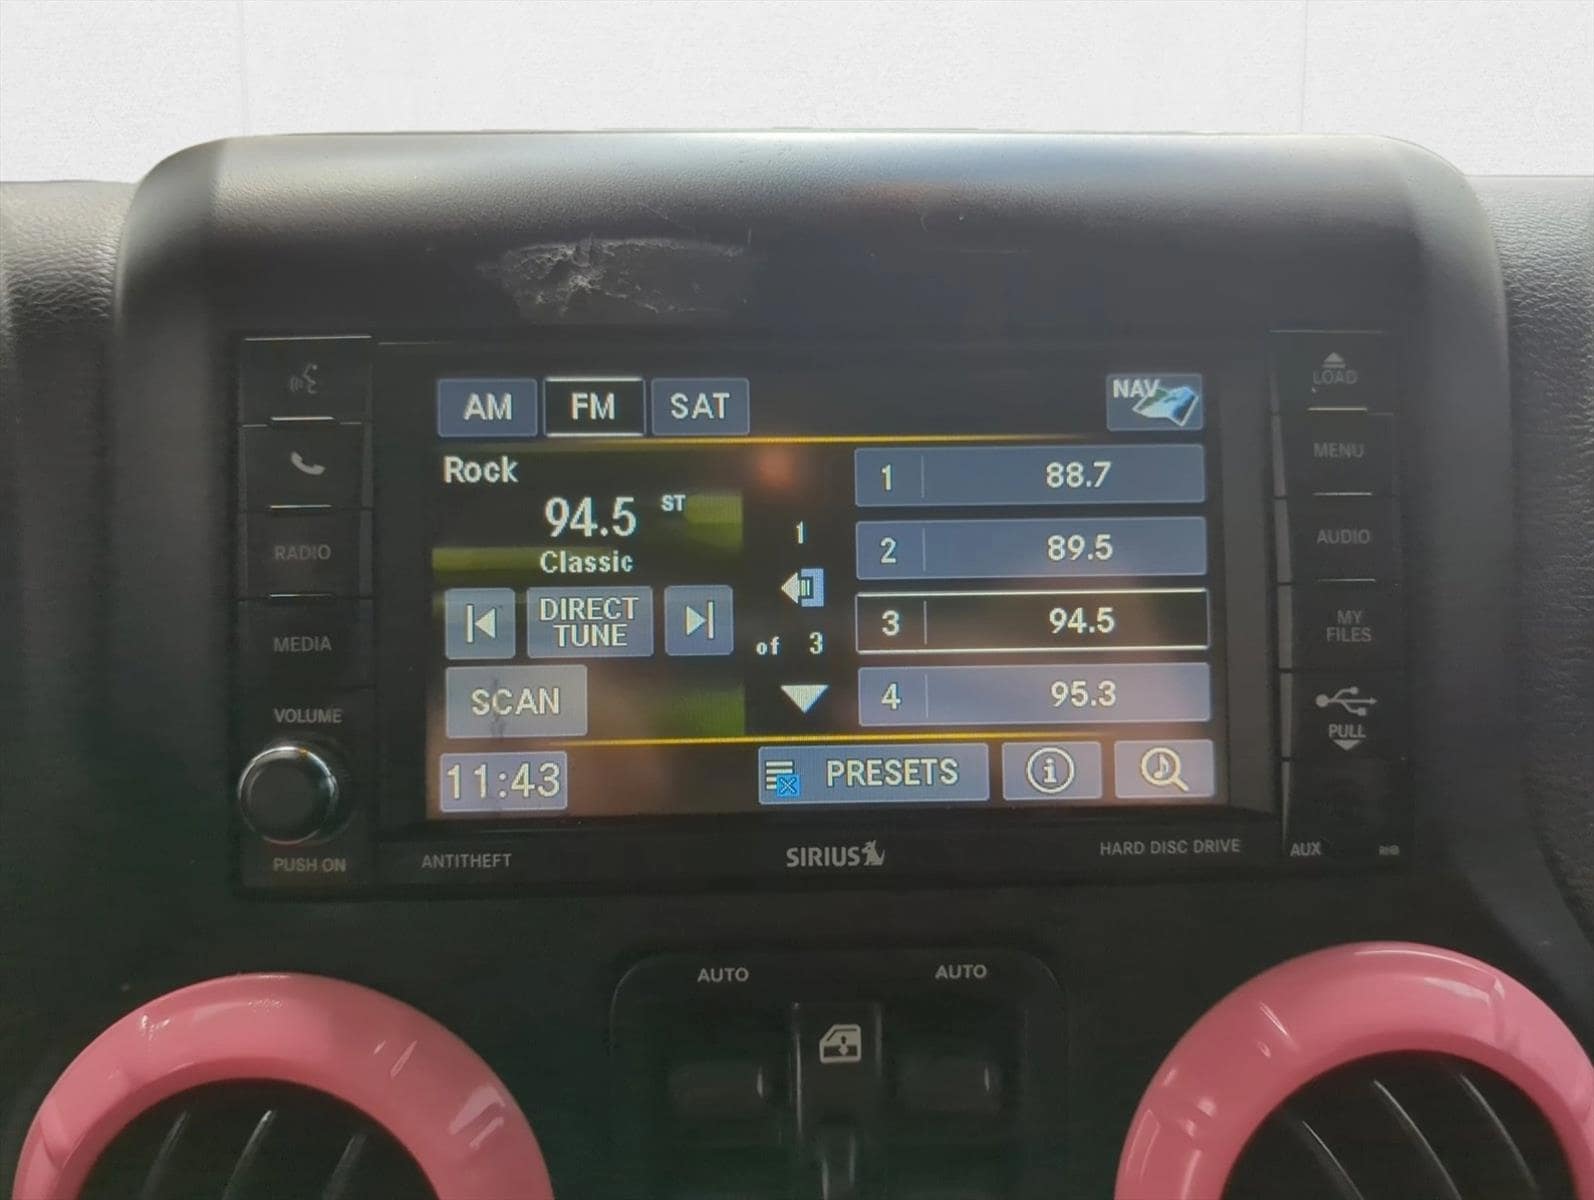 AM FM SAT
NAV
LOAD
MENU
AUDIO
MY
FILES
PULL
RADIO
MEDIA
VOLUME
PUSH ON
Rock
94.5 ST
Classic
DIRECT
TUNE
SCAN
11:43
1
of 3
1 88.7
2 89.5
3 94.5
4 95.3
PRESETS
i
ANTITHEFT
SIRIUS
HARD DISC DRIVE
AUX
AUTO
AUTO